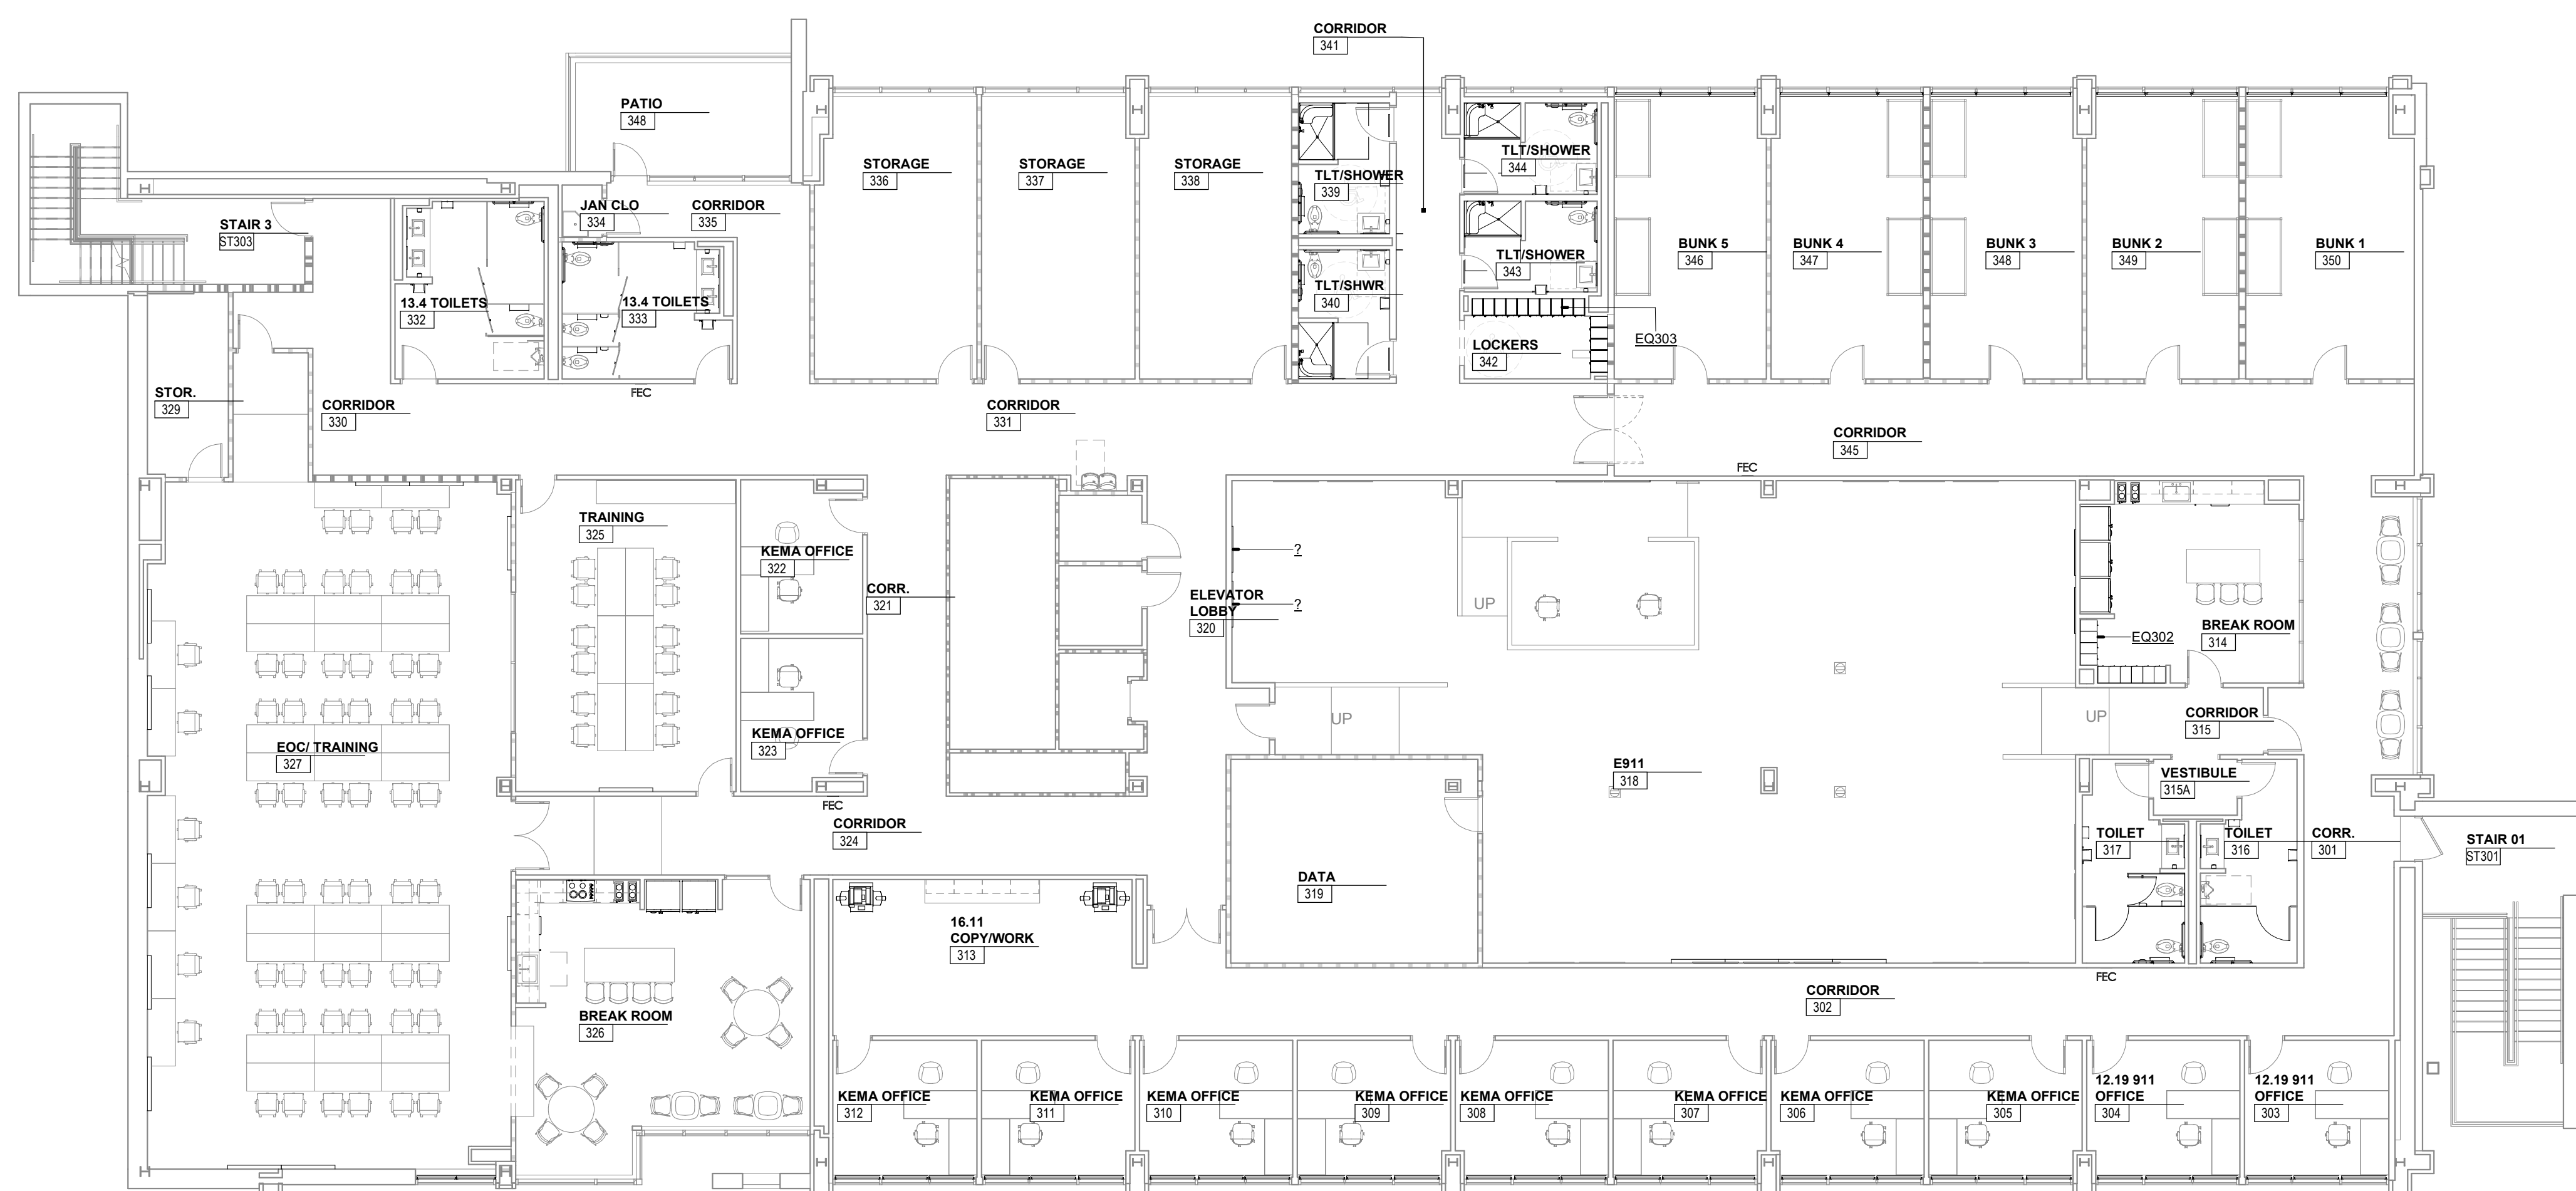 CORRIDOR
341
PATIO
348
STORAGE
336
STORAGE
337
STORAGE
338
TLT/SHOWER
344
TLT/SHOWER
339
JAN CLO
334
CORRIDOR
335
STAIR 3
ST303
BUNK 5
346
BUNK 4
347
BUNK 3
348
BUNK 2
349
BUNK 1
350
TLT/SHOWER
343
TLT/SHWR
340
13.4 TOILETS
332
13.4 TOILETS
333
EQ303
LOCKERS
342
STOR.
329
FEC
CORRIDOR
330
CORRIDOR
331
CORRIDOR
345
FEC
TRAINING
325
KEMA OFFICE
322
CORR.
321
ELEVATOR
LOBBY
320
?
?
UP
BREAK ROOM
314
EQ302
UP
UP
CORRIDOR
315
EOC/ TRAINING
327
KEMA OFFICE
323
E911
318
VESTIBULE
315A
FEC
CORRIDOR
324
TOILET
317
TOILET
316
CORR.
301
STAIR 01
ST301
DATA
319
16.11
COPY/WORK
313
FEC
CORRIDOR
302
BREAK ROOM
326
KEMA OFFICE
312
KEMA OFFICE
311
KEMA OFFICE
310
KEMA OFFICE
309
KEMA OFFICE
308
KEMA OFFICE
307
KEMA OFFICE
306
KEMA OFFICE
305
12.19 911
OFFICE
304
12.19 911
OFFICE
303